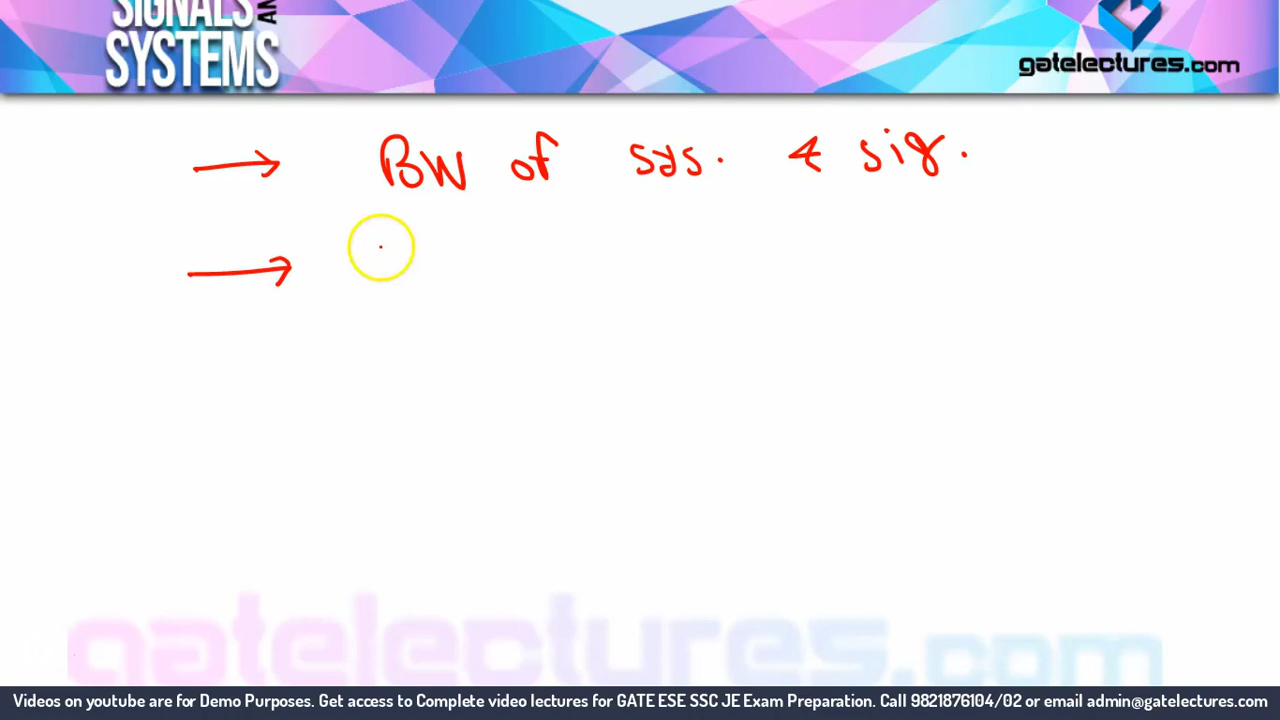 SIGNALS AND
SYSTEMS
gatelectures.com
→ BW of sys. & sig.
→
gatelectures.com
Videos on youtube are for Demo Purposes. Get access to Complete video lectures for GATE ESE SSC JE Exam Preparation. Call 9821876104/02 or email admin@gatelectures.com